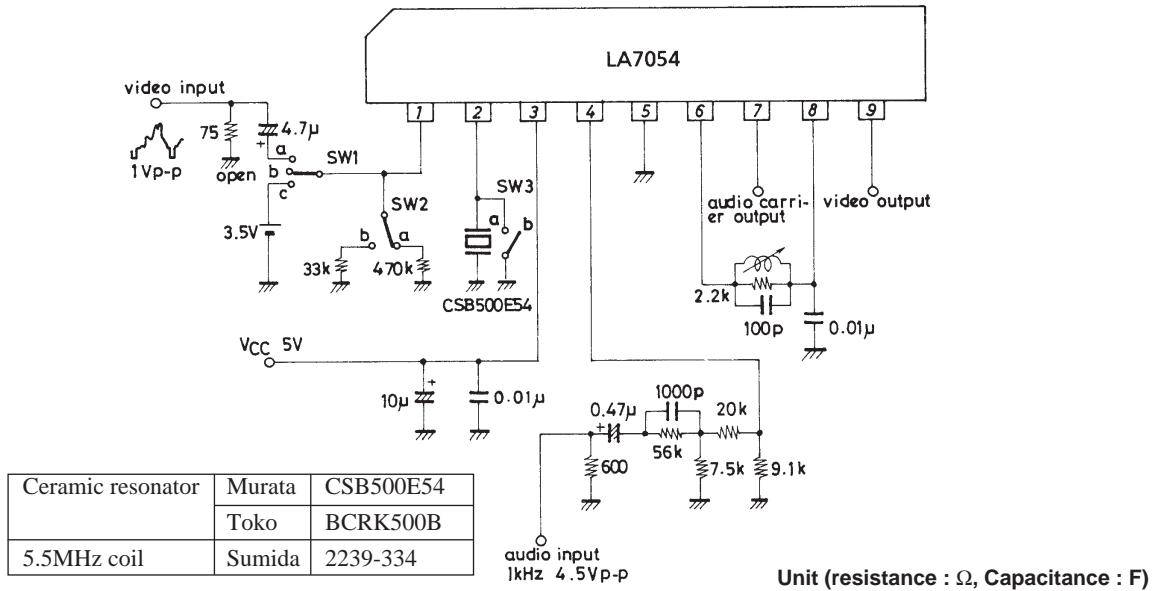 LA7054
video input
1 2 3 4 5 6 7 8 9
75
4.7µ
+
1Vp-p
open
a
b
c
SW1
SW2
SW3
a
b
3.5V
b
a
33k
470k
CSB500E54
audio carri-
er output
video output
2.2k
100p
0.01µ
VCC 5V
10µ
+
0.01µ
1000p
0.47µ
+
20k
56k
600
7.5k
9.1k
audio input
1kHz 4.5Vp-p
Ceramic resonator Murata CSB500E54
Toko BCRK500B
5.5MHz coil Sumida 2239-334
Unit (resistance : Ω, Capacitance : F)